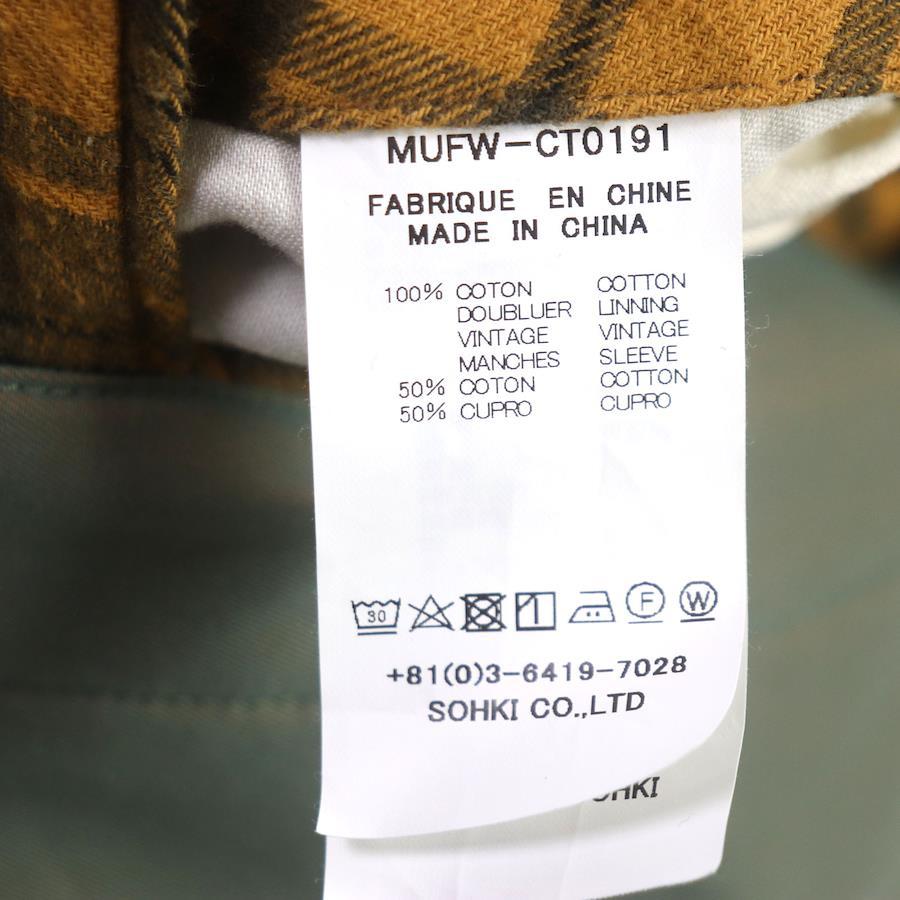 MUFW-CT0191
FABRIQUE EN CHINE
MADE IN CHINA
100% COTON COTTON
DOUBLUER LINNING
VINTAGE VINTAGE
MANCHES SLEEVE
50% COTON COTTON
50% CUPRO CUPRO
30 1 F W
+81(0)3-6419-7028
SOHKI CO.,LTD